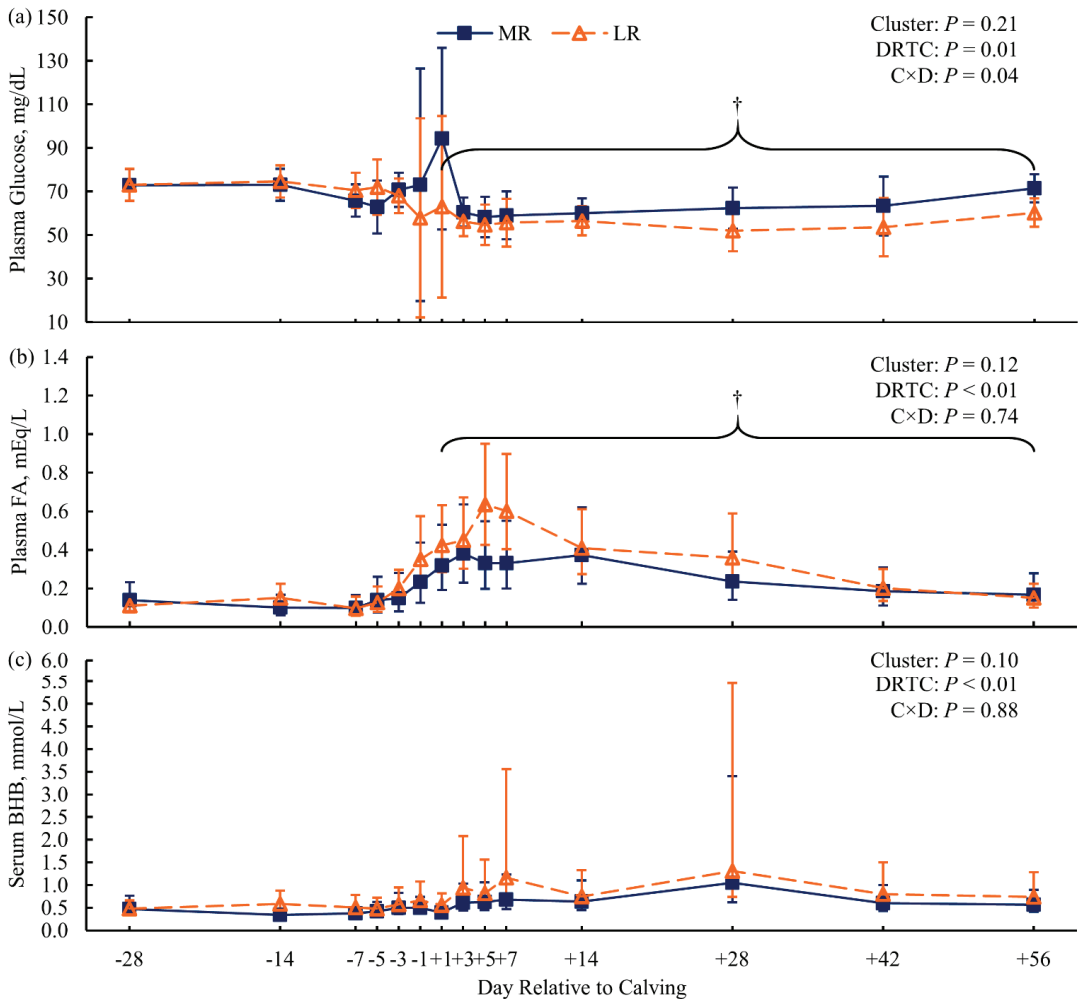 (a)
MR LR
Cluster: P = 0.21
DRTC: P = 0.01
C×D: P = 0.04
†
Plasma Glucose, mg/dL
150
130
110
90
70
50
30
10
(b)
Cluster: P = 0.12
DRTC: P < 0.01
C×D: P = 0.74
†
Plasma FA, mEq/L
1.4
1.2
1.0
0.8
0.6
0.4
0.2
0.0
(c)
Cluster: P = 0.10
DRTC: P < 0.01
C×D: P = 0.88
Serum BHB, mmol/L
6.0
5.5
5.0
4.5
4.0
3.5
3.0
2.5
2.0
1.5
1.0
0.5
0.0
-28 -14 -7 -5 -3 -1 +1 +3 +5 +7 +14 +28 +42 +56
Day Relative to Calving